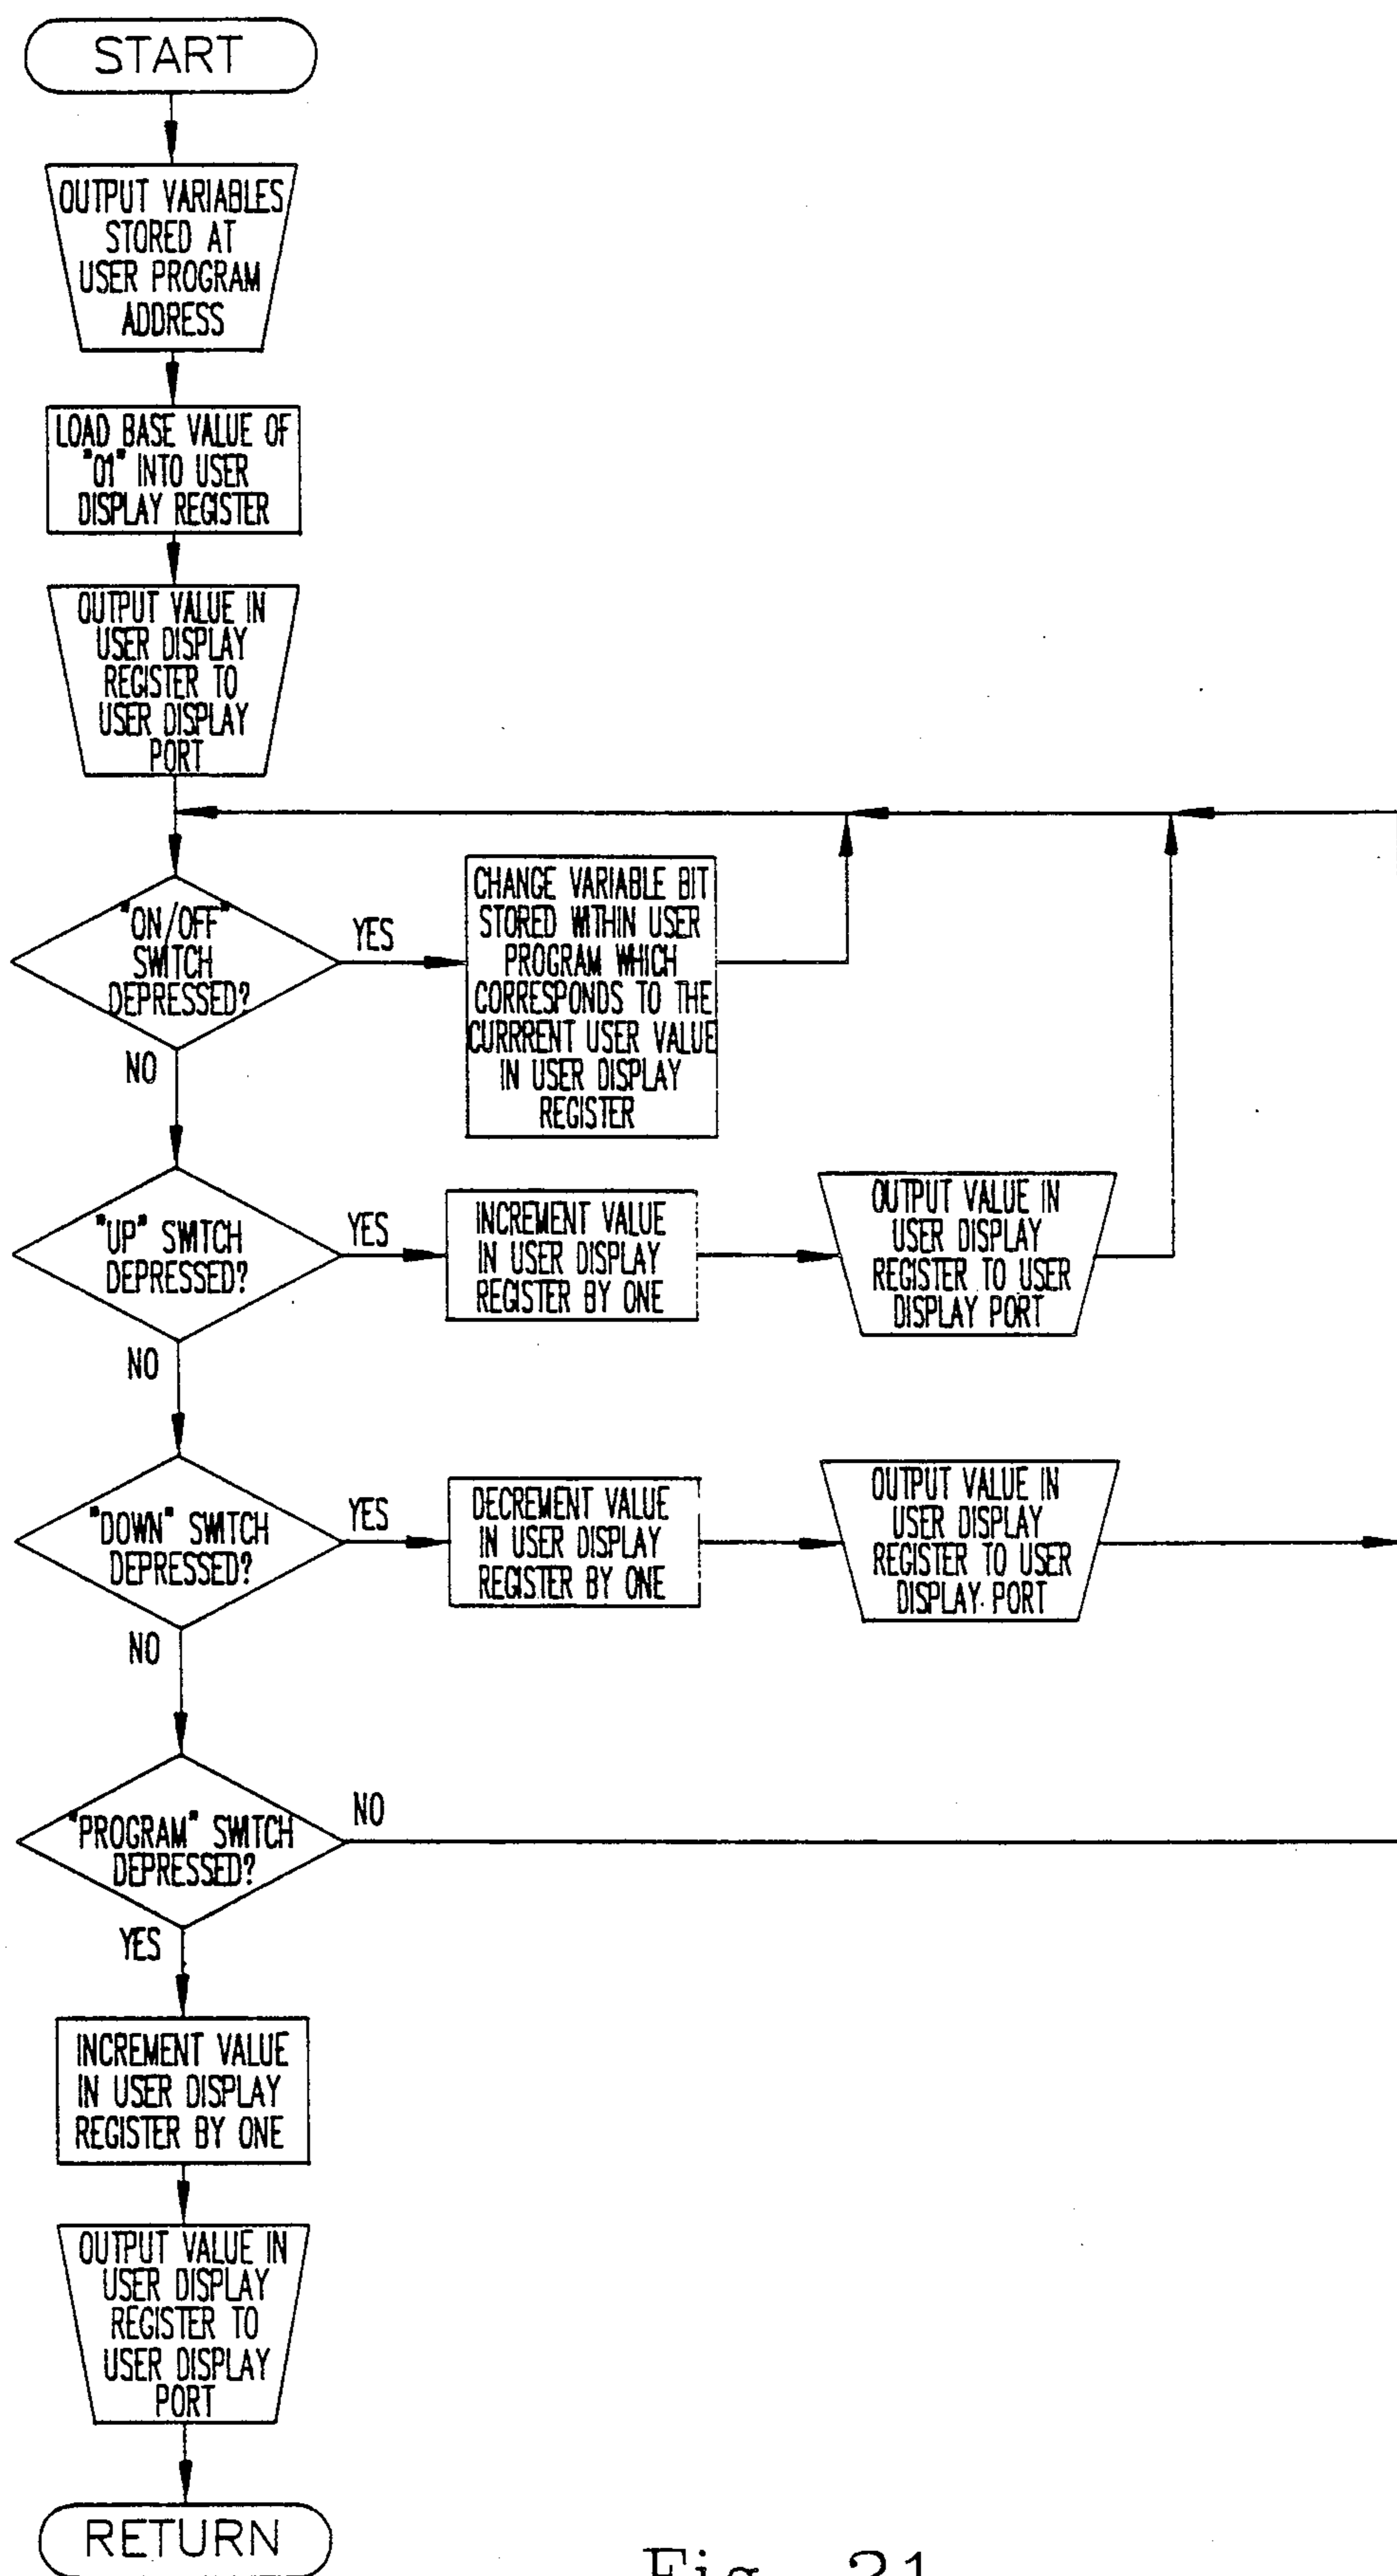 START
OUTPUT VARIABLES
STORED AT
USER PROGRAM
ADDRESS
LOAD BASE VALUE OF
"01" INTO USER
DISPLAY REGISTER
OUTPUT VALUE IN
USER DISPLAY
REGISTER TO
USER DISPLAY
PORT
"ON/OFF"
SWITCH
DEPRESSED?
YES
NO
CHANGE VARIABLE BIT
STORED WITHIN USER
PROGRAM WHICH
CORRESPONDS TO THE
CURRRENT USER VALUE
IN USER DISPLAY
REGISTER
"UP" SWITCH
DEPRESSED?
YES
NO
INCREMENT VALUE
IN USER DISPLAY
REGISTER BY ONE
OUTPUT VALUE IN
USER DISPLAY
REGISTER TO USER
DISPLAY PORT
"DOWN" SWITCH
DEPRESSED?
YES
NO
DECREMENT VALUE
IN USER DISPLAY
REGISTER BY ONE
OUTPUT VALUE IN
USER DISPLAY
REGISTER TO USER
DISPLAY PORT
"PROGRAM" SWITCH
DEPRESSED?
NO
YES
INCREMENT VALUE
IN USER DISPLAY
REGISTER BY ONE
OUTPUT VALUE IN
USER DISPLAY
REGISTER TO
USER DISPLAY
PORT
RETURN
Fig. 21